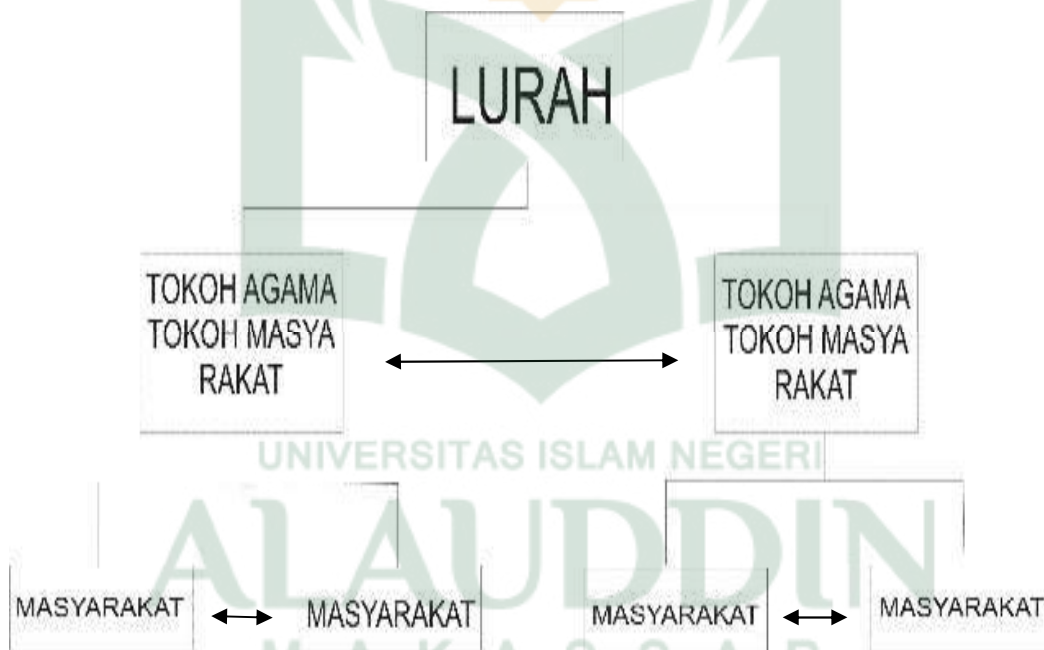 LURAH
TOKOH AGAMA
TOKOH MASYA
RAKAT
TOKOH AGAMA
TOKOH MASYA
RAKAT
UNIVERSITAS ISLAM NEGERI
ALAUDDIN
MASYARAKAT
MASYARAKAT
MASYARAKAT
MASYARAKAT
MAKASSAR